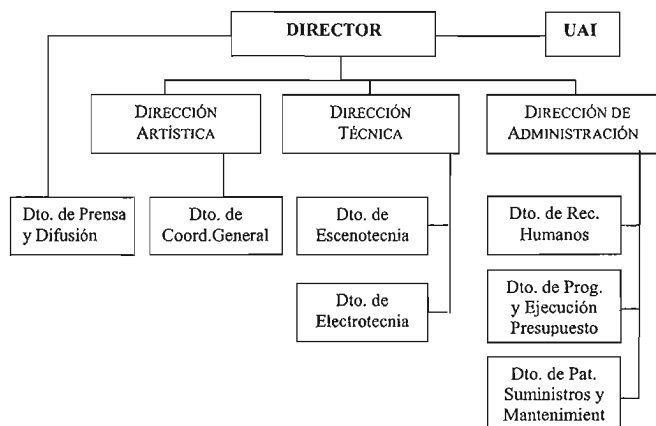 DIRECTOR
UAI
DIRECCIÓN
ARTÍSTICA
DIRECCIÓN
TÉCNICA
DIRECCIÓN DE
ADMINISTRACIÓN
Dto. de Prensa
y Difusión
Dto. de
Coord.General
Dto. de
Escenotecnia
Dto. de Rec.
Humanos
Dto. de
Electrotecnia
Dto. de Prog.
y Ejecución
Presupuesto
Dto. de Pat.
Suministros y
Mantenimient